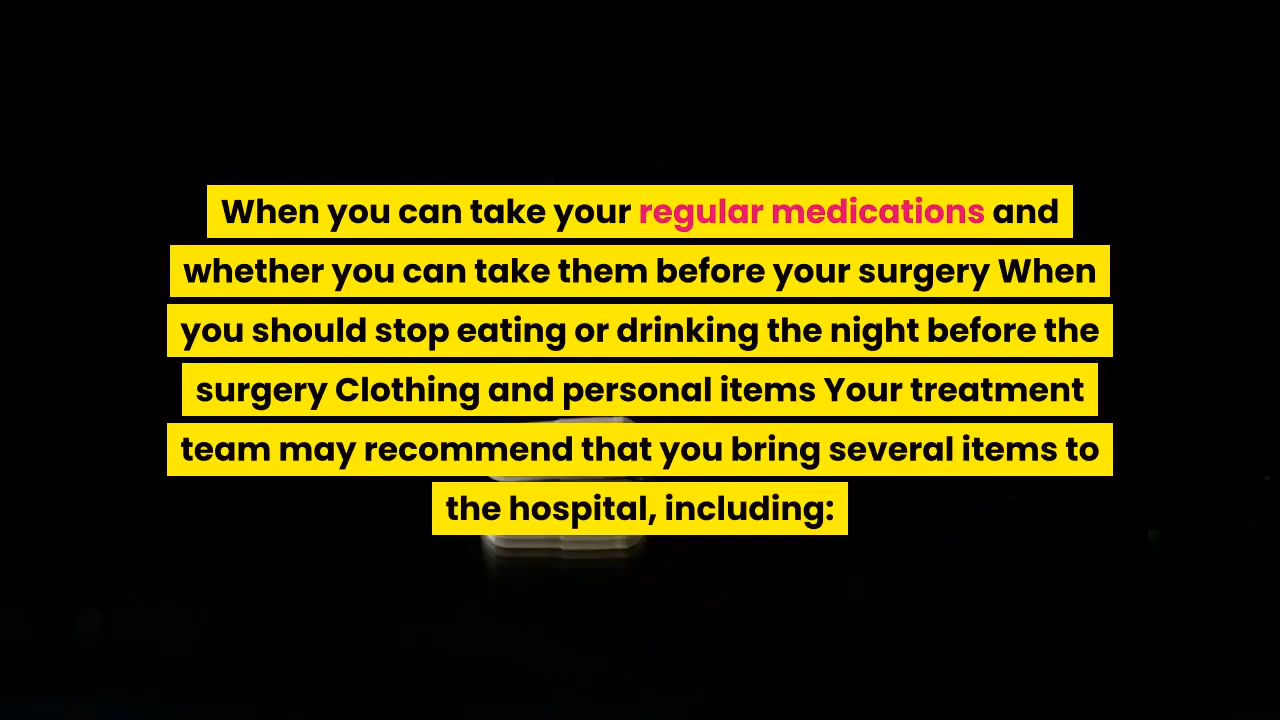 When you can take your regular medications and
whether you can take them before your surgery When
you should stop eating or drinking the night before the
surgery Clothing and personal items Your treatment
team may recommend that you bring several items to
the hospital, including: